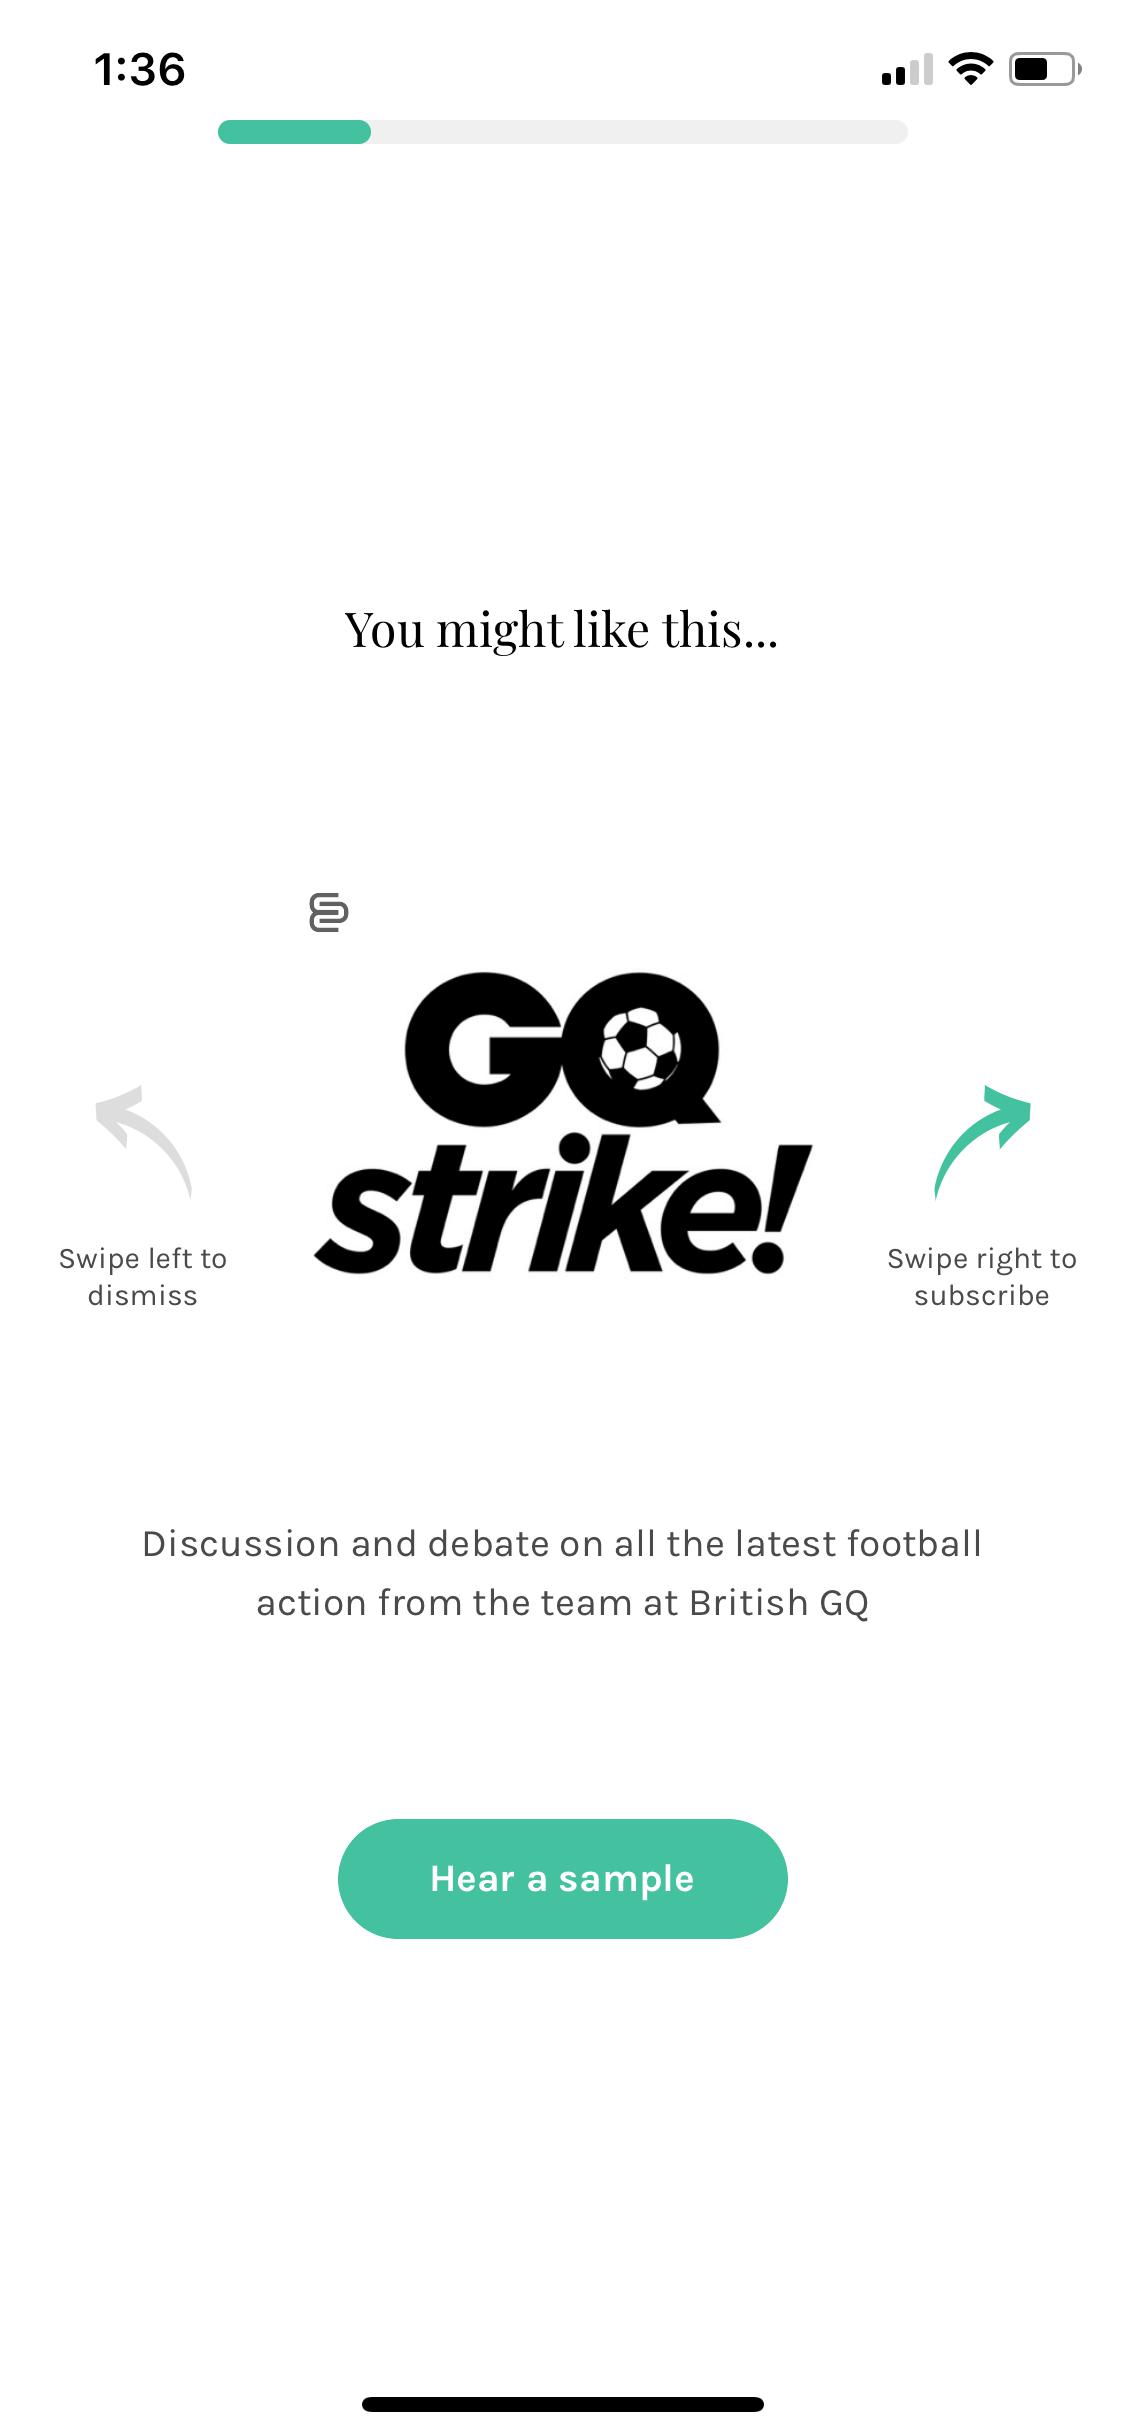 1:36
You might like this...
GQ
strike!
Swipe left to
dismiss
Swipe right to
subscribe
Discussion and debate on all the latest football
action from the team at British GQ
Hear a sample